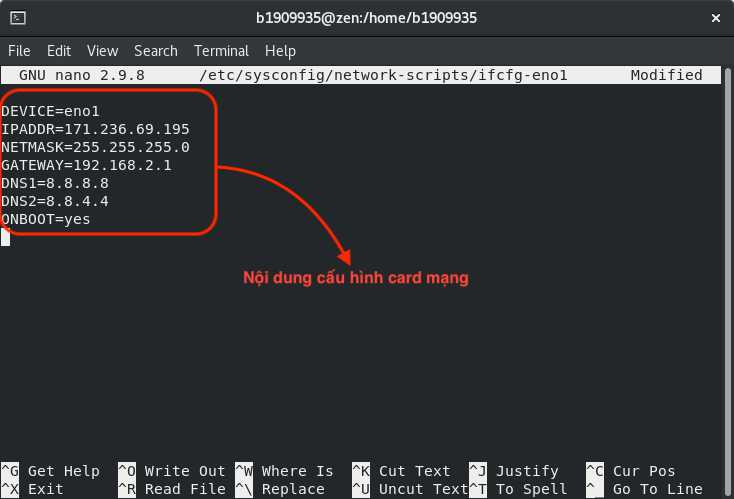 b1909935@zen:/home/b1909935
File Edit View Search Terminal Help
GNU nano 2.9.8 /etc/sysconfig/network-scripts/ifcfg-eno1 Modified
DEVICE=eno1
IPADDR=171.236.69.195
NETMASK=255.255.255.0
GATEWAY=192.168.2.1
DNS1=8.8.8.8
DNS2=8.8.4.4
ONBOOT=yes
Nội dung cấu hình card mạng
^G Get Help ^O Write Out ^W Where Is ^K Cut Text ^J Justify ^C Cur Pos
^X Exit ^R Read File ^\ Replace ^U Uncut Text ^T To Spell ^_ Go To Line